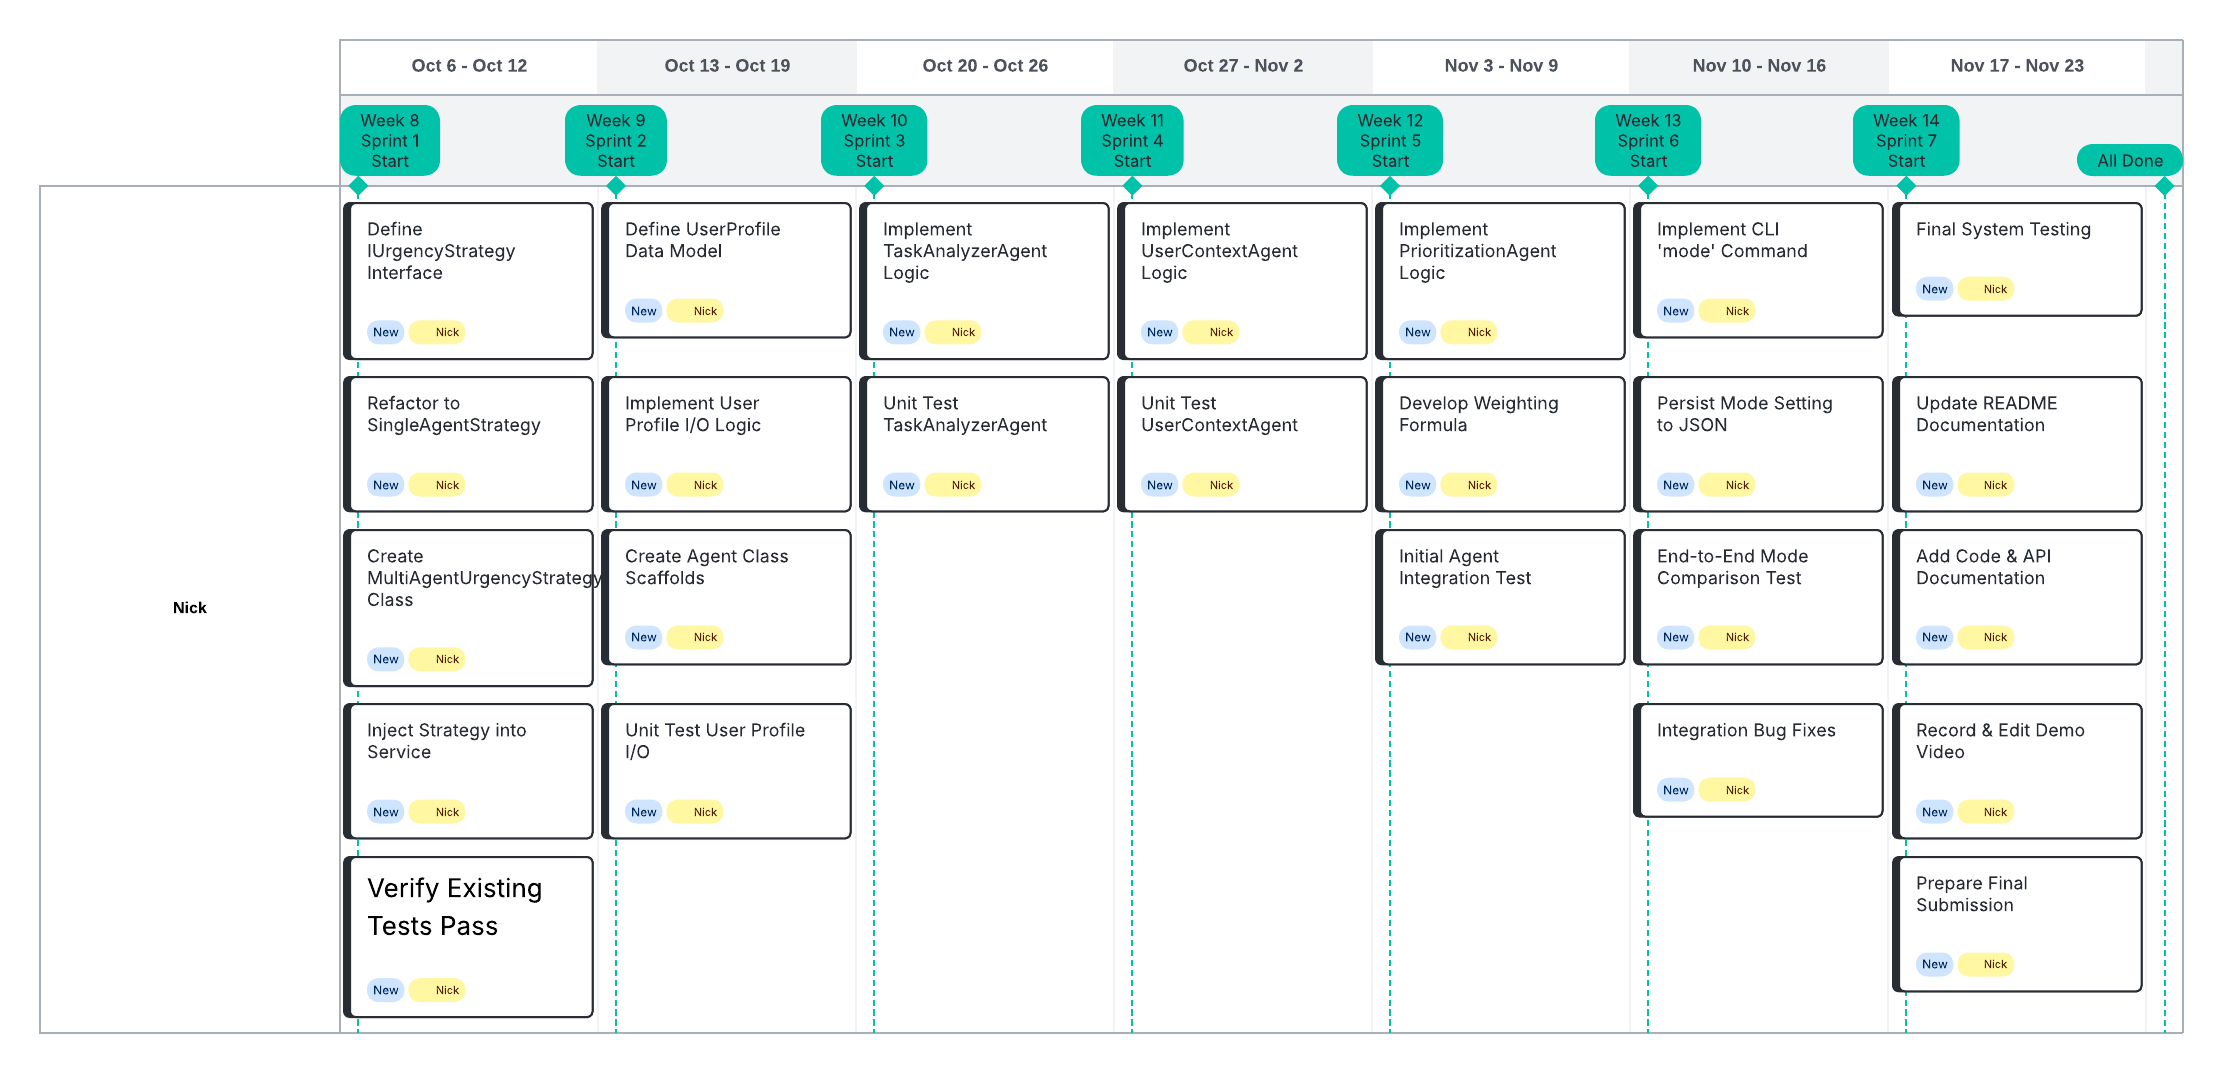 Oct 6 - Oct 12
Oct 13 - Oct 19
Oct 20 - Oct 26
Oct 27 - Nov 2
Nov 3 - Nov 9
Nov 10 - Nov 16
Nov 17 - Nov 23
Week 8
Sprint 1
Start
Week 9
Sprint 2
Start
Week 10
Sprint 3
Start
Week 11
Sprint 4
Start
Week 12
Sprint 5
Start
Week 13
Sprint 6
Start
Week 14
Sprint 7
Start
All Done
Nick
Define
IUrgencyStrategy
Interface
New
Nick
Define UserProfile
Data Model
New
Nick
Implement
TaskAnalyzerAgent
Logic
New
Nick
Implement
UserContextAgent
Logic
New
Nick
Implement
PrioritizationAgent
Logic
New
Nick
Implement CLI
'mode' Command
New
Nick
Final System Testing
New
Nick
Refactor to
SingleAgentStrategy
New
Nick
Implement User
Profile I/O Logic
New
Nick
Unit Test
TaskAnalyzerAgent
New
Nick
Unit Test
UserContextAgent
New
Nick
Develop Weighting
Formula
New
Nick
Persist Mode Setting
to JSON
New
Nick
Update README
Documentation
New
Nick
Create
MultiAgentUrgencyStrategy
Class
New
Nick
Create Agent Class
Scaffolds
New
Nick
Initial Agent
Integration Test
New
Nick
End-to-End Mode
Comparison Test
New
Nick
Add Code & API
Documentation
New
Nick
Inject Strategy into
Service
New
Nick
Unit Test User Profile
I/O
New
Nick
Integration Bug Fixes
New
Nick
Record & Edit Demo
Video
New
Nick
Verify Existing
Tests Pass
New
Nick
Prepare Final
Submission
New
Nick